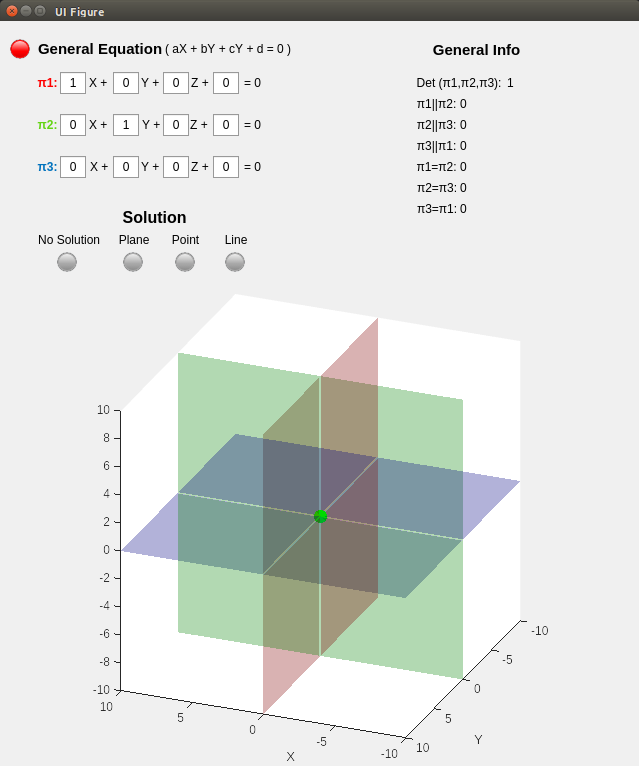 UI Figure
General Equation ( aX + bY + cY + d = 0 )
π1: 1 X + 0 Y + 0 Z + 0 = 0
π2: 0 X + 1 Y + 0 Z + 0 = 0
π3: 0 X + 0 Y + 0 Z + 0 = 0
General Info
Det (π1,π2,π3): 1
π1||π2: 0
π2||π3: 0
π3||π1: 0
π1=π2: 0
π2=π3: 0
π3=π1: 0
Solution
No Solution Plane Point Line
10
8
6
4
2
0
-2
-4
-6
-8
-10
10 5 0 -5 -10
X
10 5 0 -5 -10
Y